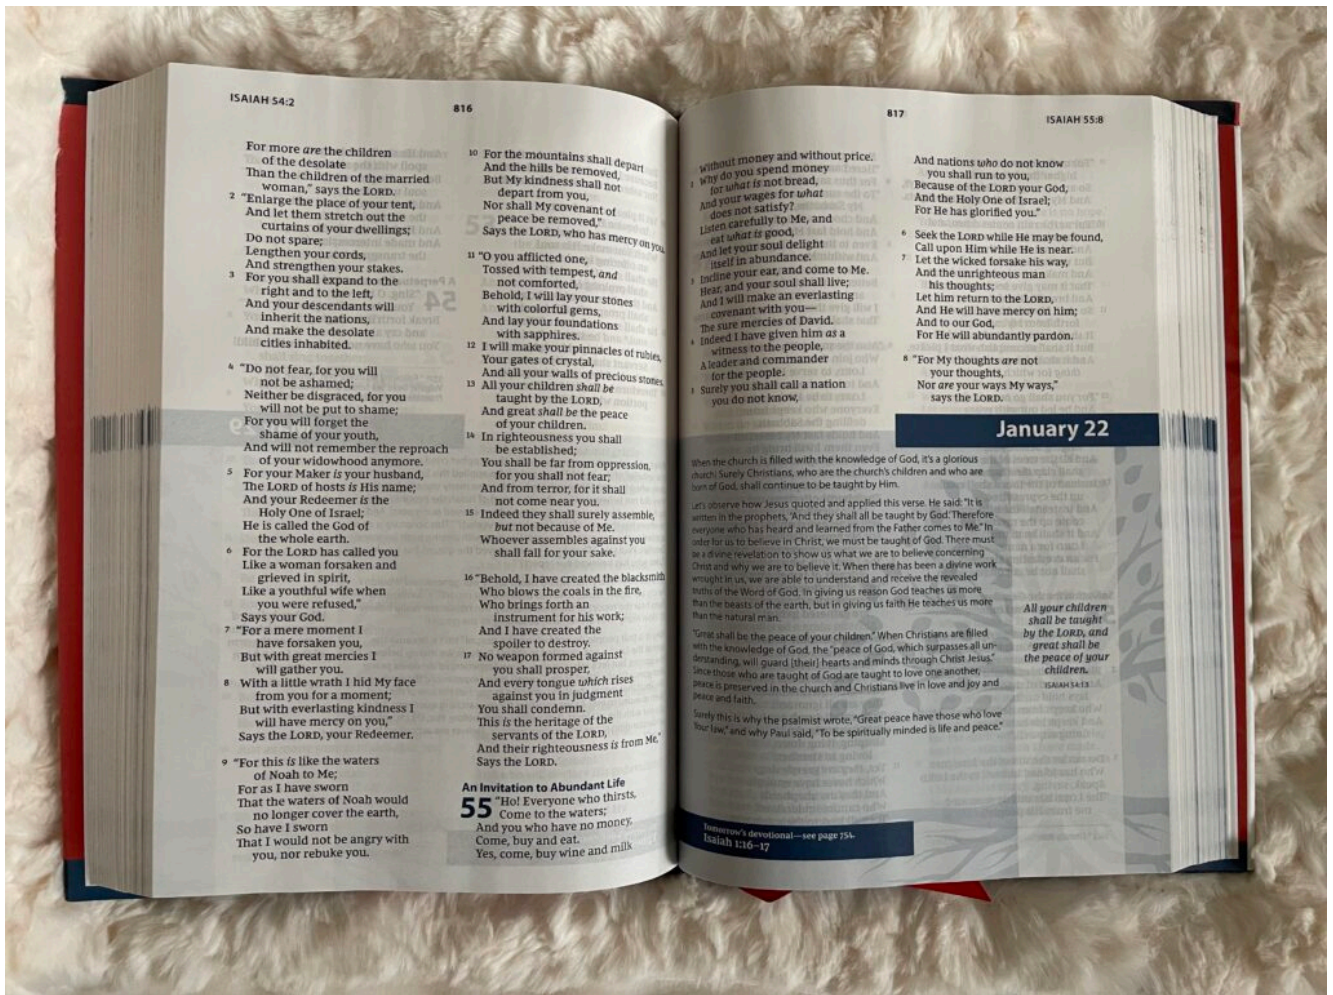 ISAIAH 54:2
816
For more are the children
of the desolate
Than the children of the married
woman,” says the LORD.
2 “Enlarge the place of your tent,
And let them stretch out the
curtains of your dwellings;
Do not spare;
Lengthen your cords,
And strengthen your stakes.
3 For you shall expand to the
right and to the left,
And your descendants will
inherit the nations,
And make the desolate
cities inhabited.
4 “Do not fear, for you will
not be ashamed;
Neither be disgraced, for you
will not be put to shame;
For you will forget the
shame of your youth,
And will not remember the reproach
of your widowhood anymore.
5 For your Maker is your husband,
The LORD of hosts is His name;
And your Redeemer is the
Holy One of Israel;
He is called the God of
the whole earth.
6 For the LORD has called you
Like a woman forsaken and
grieved in spirit,
Like a youthful wife when
you were refused,”
Says your God.
7 “For a mere moment I
have forsaken you,
But with great mercies I
will gather you.
8 With a little wrath I hid My face
from you for a moment;
But with everlasting kindness I
will have mercy on you,”
Says the LORD, your Redeemer.
9 “For this is like the waters
of Noah to Me;
For as I have sworn
That the waters of Noah would
no longer cover the earth,
So have I sworn
That I would not be angry with
you, nor rebuke you.
10 For the mountains shall depart
And the hills be removed,
But My kindness shall not
depart from you,
Nor shall My covenant of
peace be removed,”
Says the LORD, who has mercy on you.
11 “O you afflicted one,
Tossed with tempest, and
not comforted,
Behold, I will lay your stones
with colorful gems,
And lay your foundations
with sapphires.
12 I will make your pinnacles of rubies,
Your gates of crystal,
And all your walls of precious stones.
13 All your children shall be
taught by the LORD,
And great shall be the peace
of your children.
14 In righteousness you shall
be established;
You shall be far from oppression,
for you shall not fear;
And from terror, for it shall
not come near you.
15 Indeed they shall surely assemble,
but not because of Me.
Whoever assembles against you
shall fall for your sake.
16 “Behold, I have created the blacksmith
Who blows the coals in the fire,
Who brings forth an
instrument for his work;
And I have created the
spoiler to destroy.
17 No weapon formed against
you shall prosper,
And every tongue which rises
against you in judgment
You shall condemn.
This is the heritage of the
servants of the LORD,
And their righteousness is from Me,”
Says the LORD.
An Invitation to Abundant Life
55 “Ho! Everyone who thirsts,
Come to the waters;
And you who have no money,
Come, buy and eat.
Yes, come, buy wine and milk
817
ISAIAH 55:8
Without money and without price.
Why do you spend money
for what is not bread,
And your wages for what
does not satisfy?
Listen carefully to Me, and
eat what is good,
And let your soul delight
itself in abundance.
Incline your ear, and come to Me.
Hear, and your soul shall live;
And I will make an everlasting
covenant with you—
The sure mercies of David.
Indeed I have given him as a
witness to the people,
A leader and commander
for the people.
Surely you shall call a nation
you do not know,
And nations who do not know
you shall run to you,
Because of the LORD your God,
And the Holy One of Israel;
For He has glorified you.”
6 Seek the LORD while He may be found,
Call upon Him while He is near.
7 Let the wicked forsake his way,
And the unrighteous man
his thoughts;
Let him return to the LORD,
And He will have mercy on him;
And to our God,
For He will abundantly pardon.
8 “For My thoughts are not
your thoughts,
Nor are your ways My ways,”
says the LORD.
January 22
When the church is filled with the knowledge of God, it’s a glorious
church! Surely Christians, who are the church’s children and who are
born of God, shall continue to be taught by Him.
Let’s observe how Jesus quoted and applied this verse. He said: “It is
written in the prophets, ‘And they shall all be taught by God.’ Therefore
everyone who has heard and learned from the Father comes to Me.” In
order for us to believe in Christ, we must be taught of God. There must
be a divine revelation to show us what we are to believe concerning
Christ and why we are to believe it. When there has been a divine work
wrought in us, we are able to understand and receive the revealed
truths of the Word of God. In giving us reason God teaches us more
than the beasts of the earth, but in giving us faith He teaches us more
than the natural man.
“Great shall be the peace of your children.” When Christians are filled
with the knowledge of God, the “peace of God, which surpasses all un-
derstanding, will guard [their] hearts and minds through Christ Jesus.”
Since those who are taught of God are taught to love one another,
peace is preserved in the church and Christians live in love and joy and
peace and faith.
Surely this is why the psalmist wrote, “Great peace have those who love
Your law,” and why Paul said, “To be spiritually minded is life and peace.”
All your children
shall be taught
by the LORD, and
great shall be
the peace of your
children.
ISAIAH 54:13
Tomorrow’s devotional—see page 754.
Isaiah 1:16–17